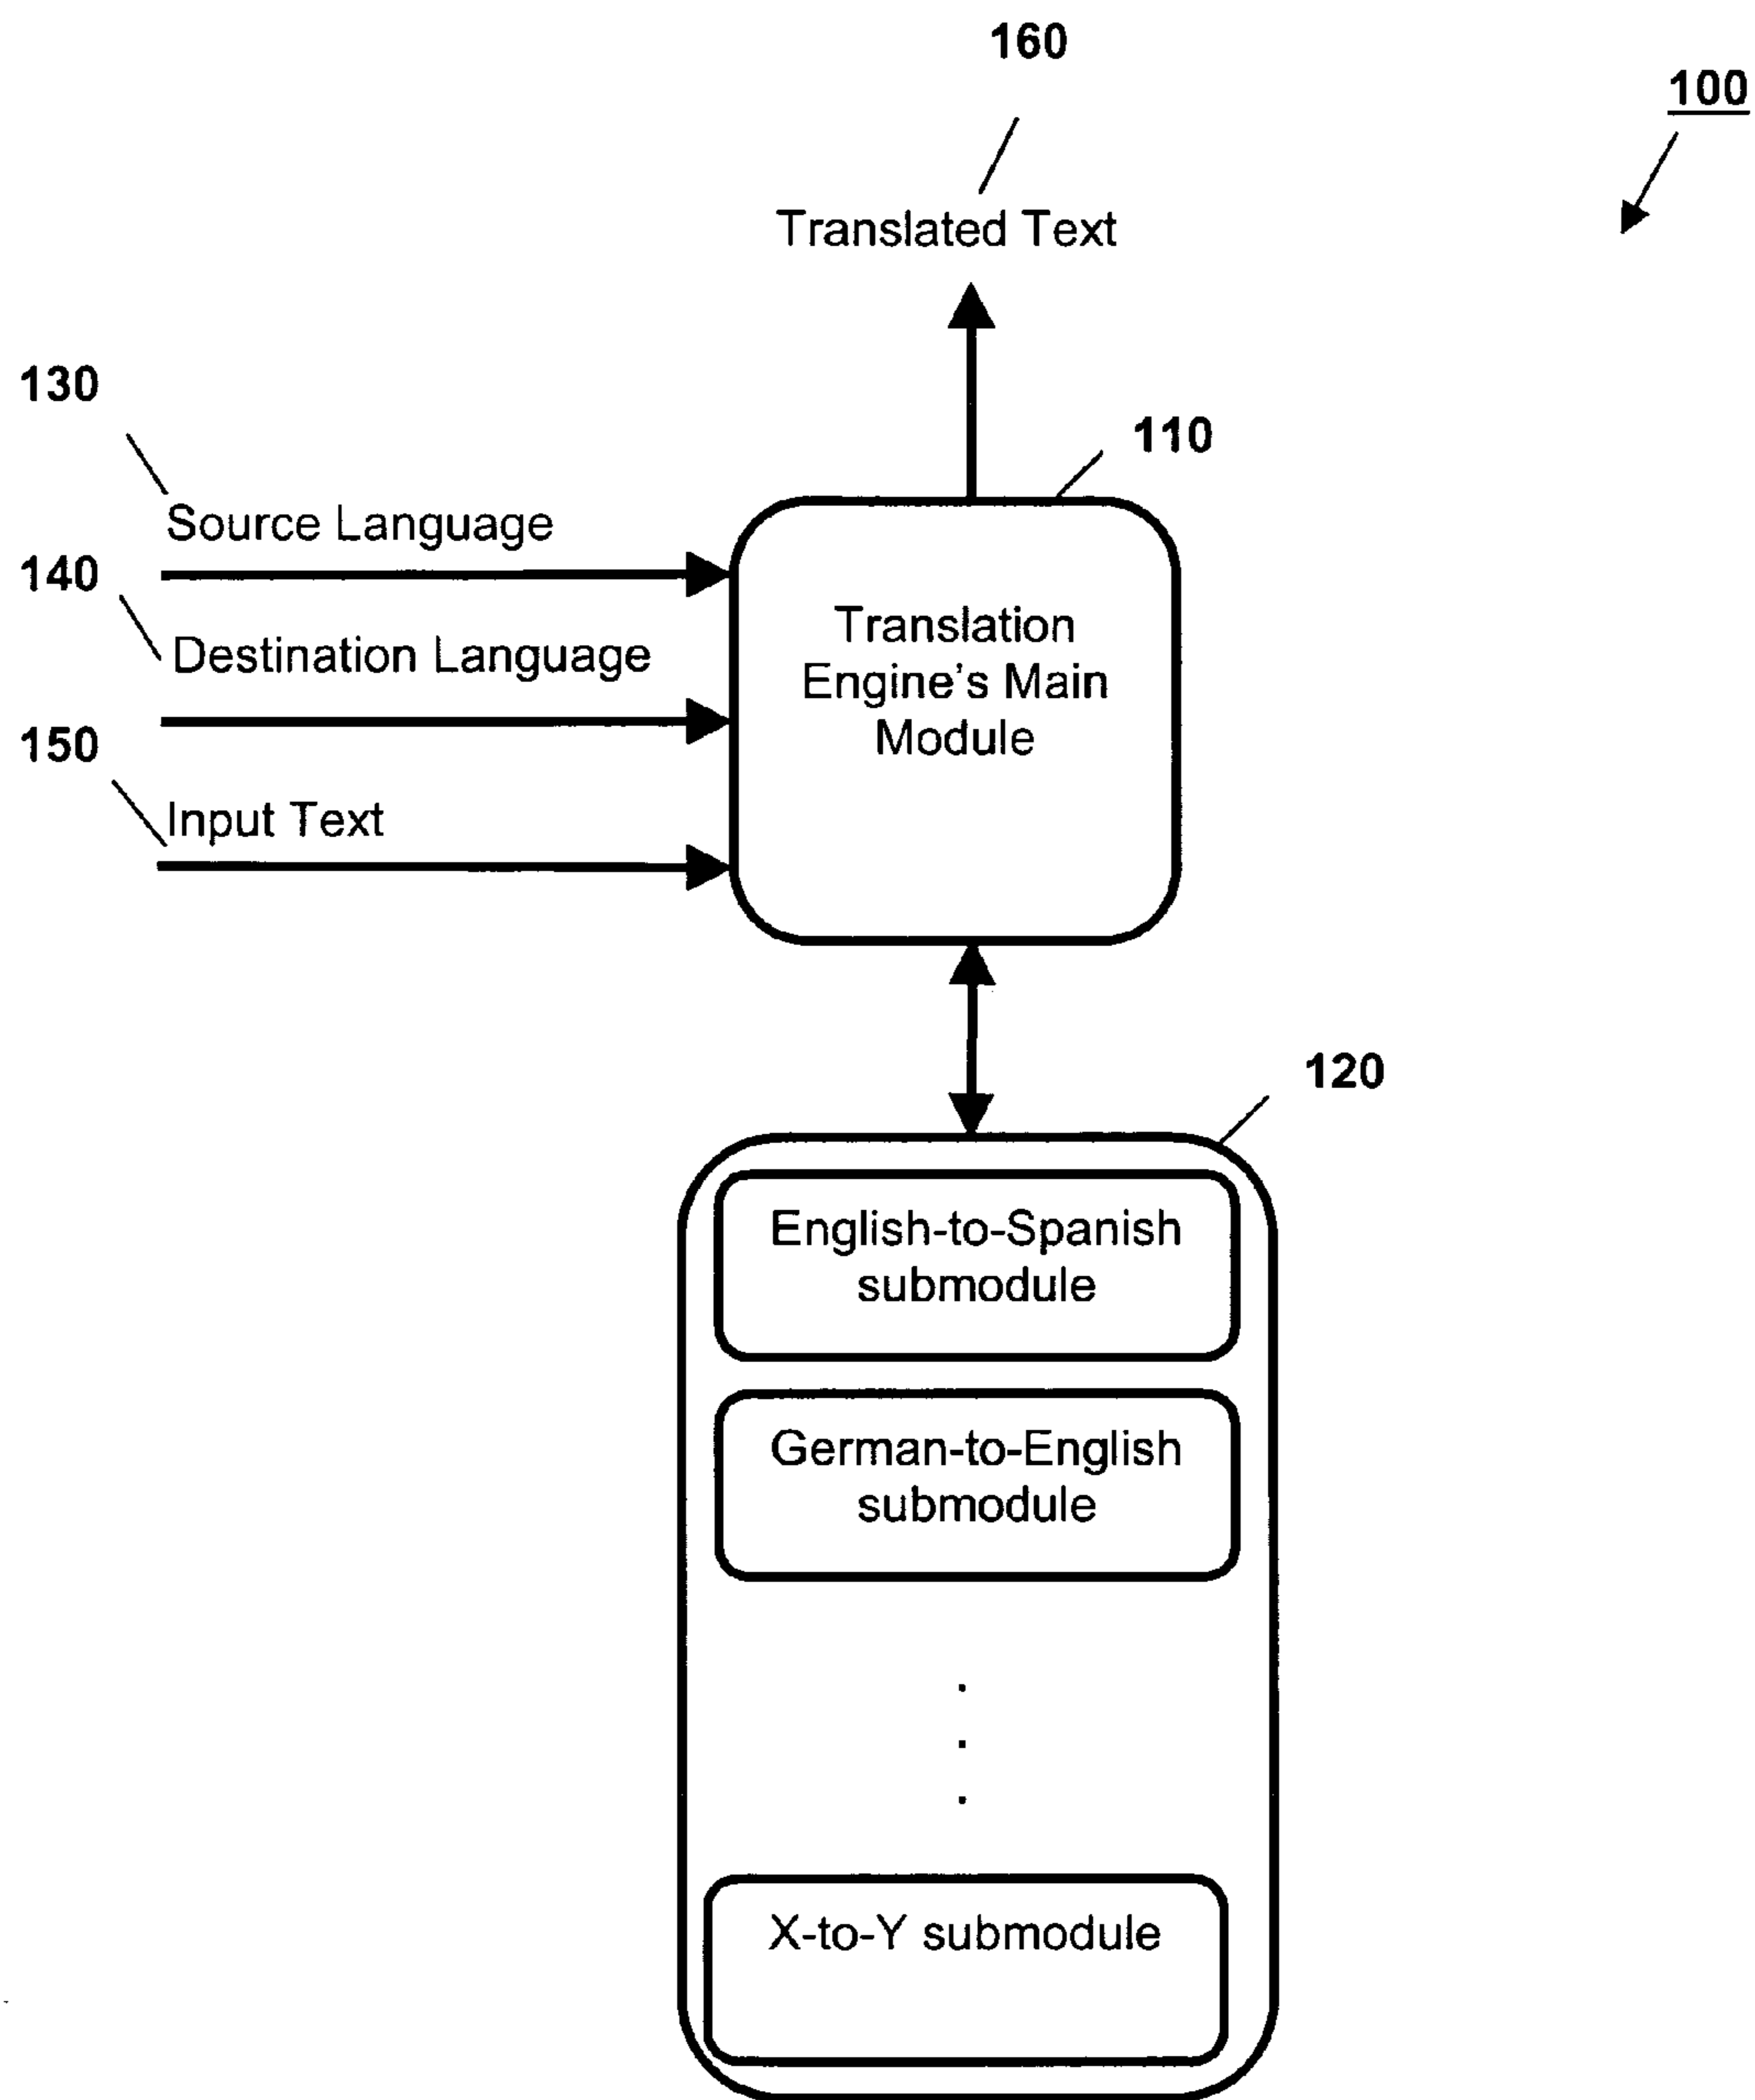 160
100
Translated Text
130
110
Source Language
140
Translation
Engine's Main
Module
Destination Language
150
Input Text
120
English-to-Spanish
submodule
German-to-English
submodule
.
.
.
X-to-Y submodule